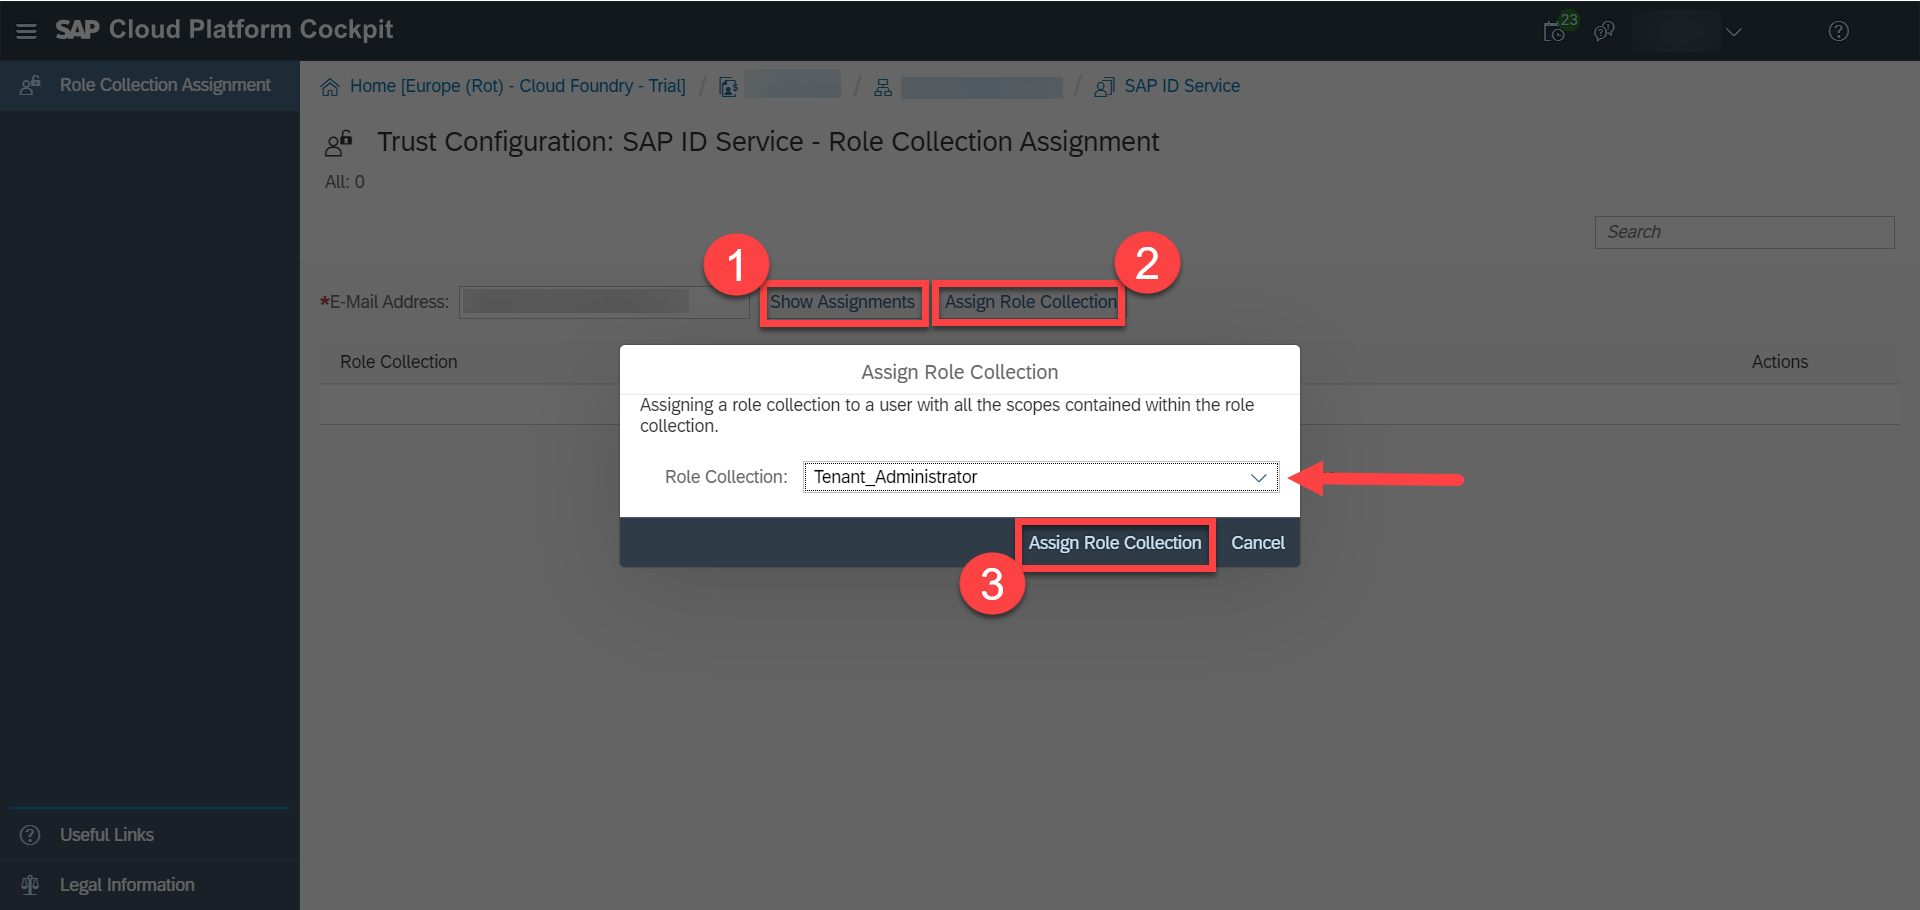 SAP Cloud Platform Cockpit
23
Role Collection Assignment
Home [Europe (Rot) - Cloud Foundry - Trial] / / / SAP ID Service
Trust Configuration: SAP ID Service - Role Collection Assignment
All: 0
Search
1
2
*E-Mail Address:
Show Assignments
Assign Role Collection
Role Collection
Actions
Assign Role Collection
Assigning a role collection to a user with all the scopes contained within the role
collection.
Role Collection:
Tenant_Administrator
Assign Role Collection
Cancel
3
Useful Links
Legal Information